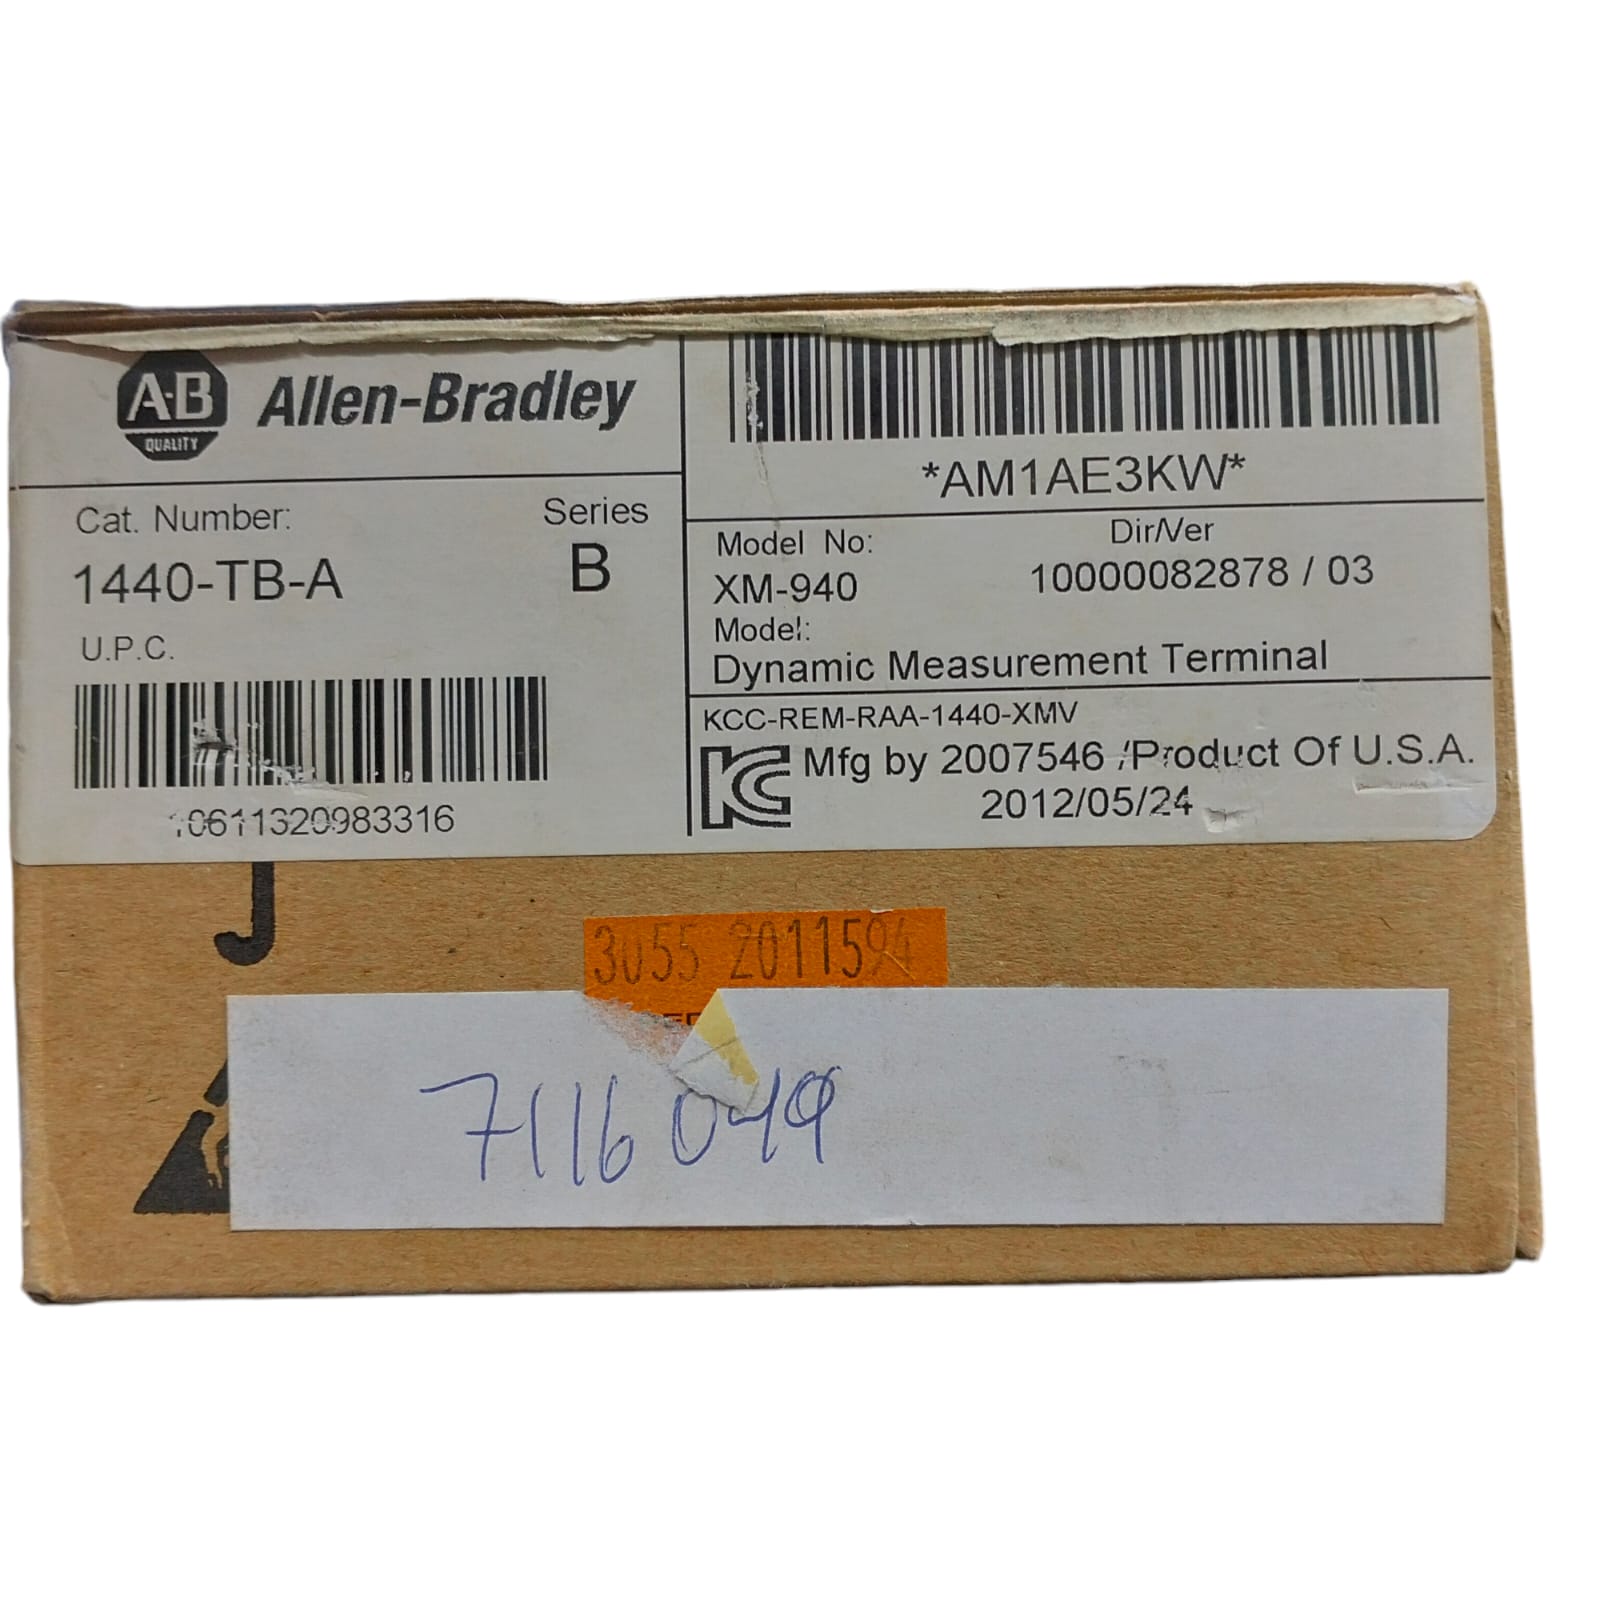 A-B
QUALITY
Allen-Bradley
Cat. Number:
Series
1440-TB-A
B
U.P.C.
10611320983316
*AM1AE3KW*
Model No:
Dir/Ver
XM-940
10000082878 / 03
Model:
Dynamic Measurement Terminal
KCC-REM-RAA-1440-XMV
Mfg by 2007546 /Product Of U.S.A.
2012/05/24
3055 2011594
7116049